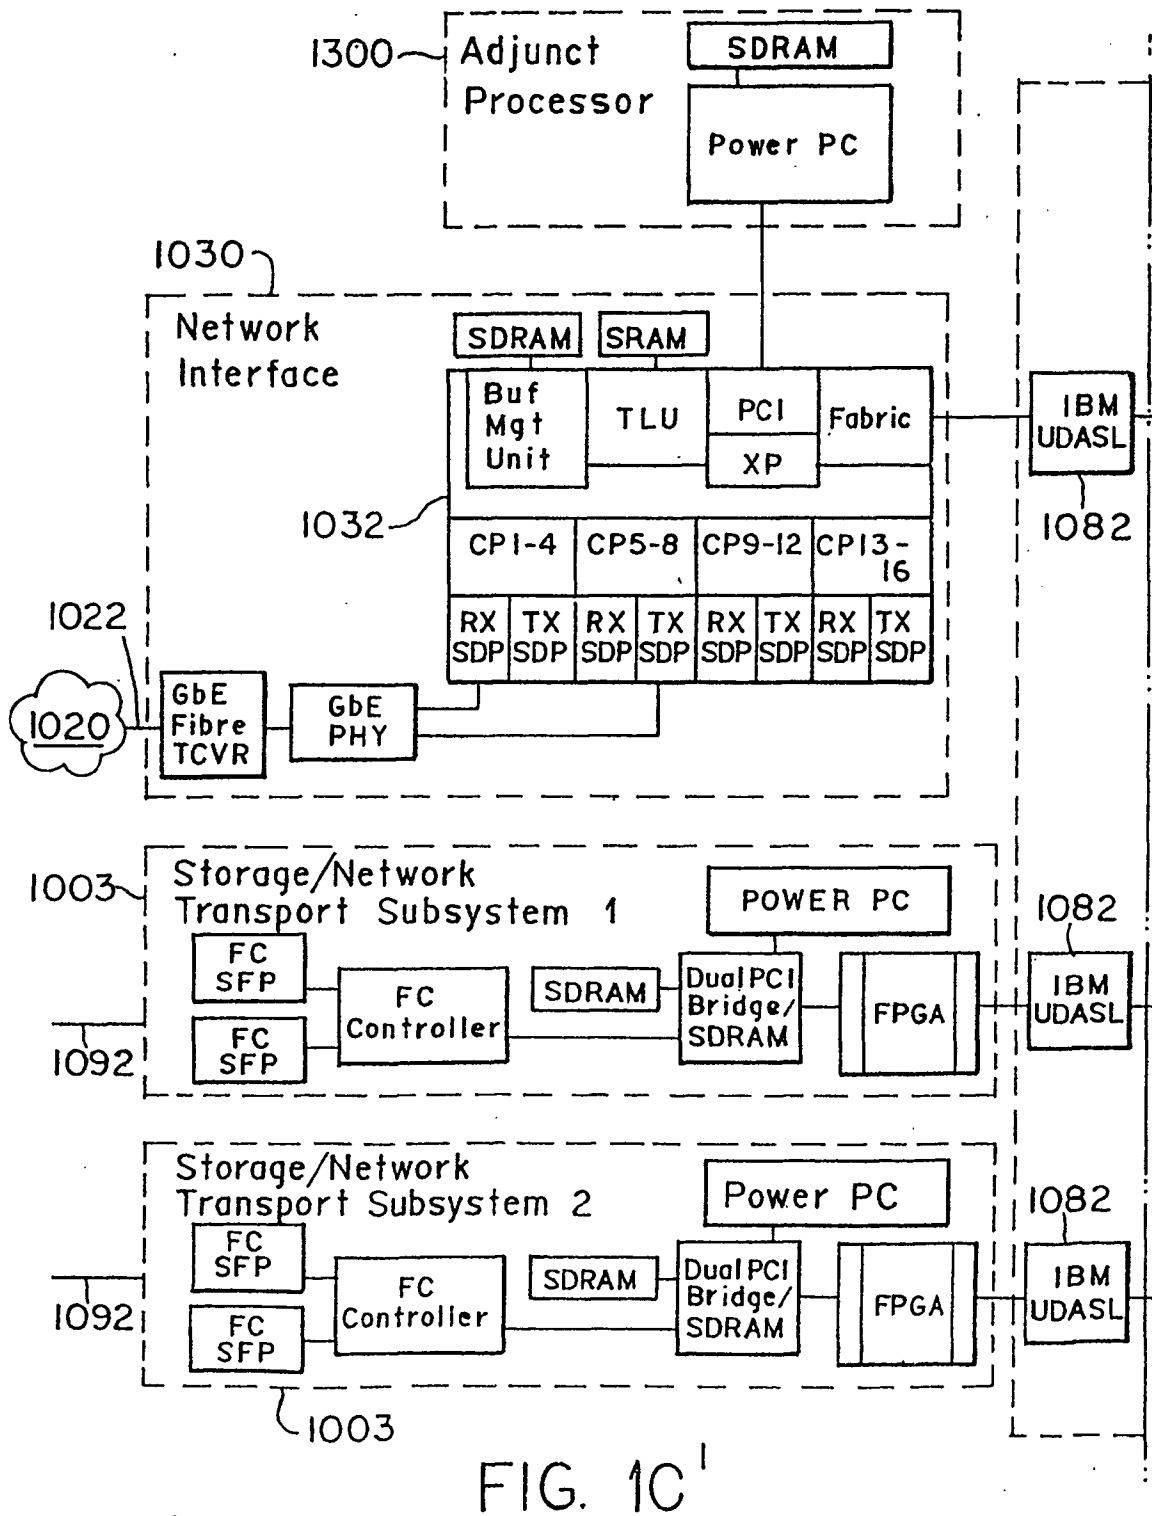 1300
Adjunct
Processor
SDRAM
Power PC
1030
Network
Interface
SDRAM
SRAM
Buf
Mgt
Unit
TLU
PCI
XP
Fabric
IBM
UDASL
1082
1032
CP1-4
CP5-8
CP9-12
CP13-
16
RX
SDP
TX
SDP
RX
SDP
TX
SDP
RX
SDP
TX
SDP
RX
SDP
TX
SDP
1022
1020
GbE
Fibre
TCVR
GbE
PHY
1003
Storage/Network
Transport Subsystem 1
POWER PC
1082
FC
SFP
FC
SFP
FC
Controller
SDRAM
Dual PCI
Bridge/
SDRAM
FPGA
IBM
UDASL
1092
Storage/Network
Transport Subsystem 2
Power PC
1082
FC
SFP
FC
SFP
FC
Controller
SDRAM
Dual PCI
Bridge/
SDRAM
FPGA
IBM
UDASL
1092
1003
FIG. 1C'